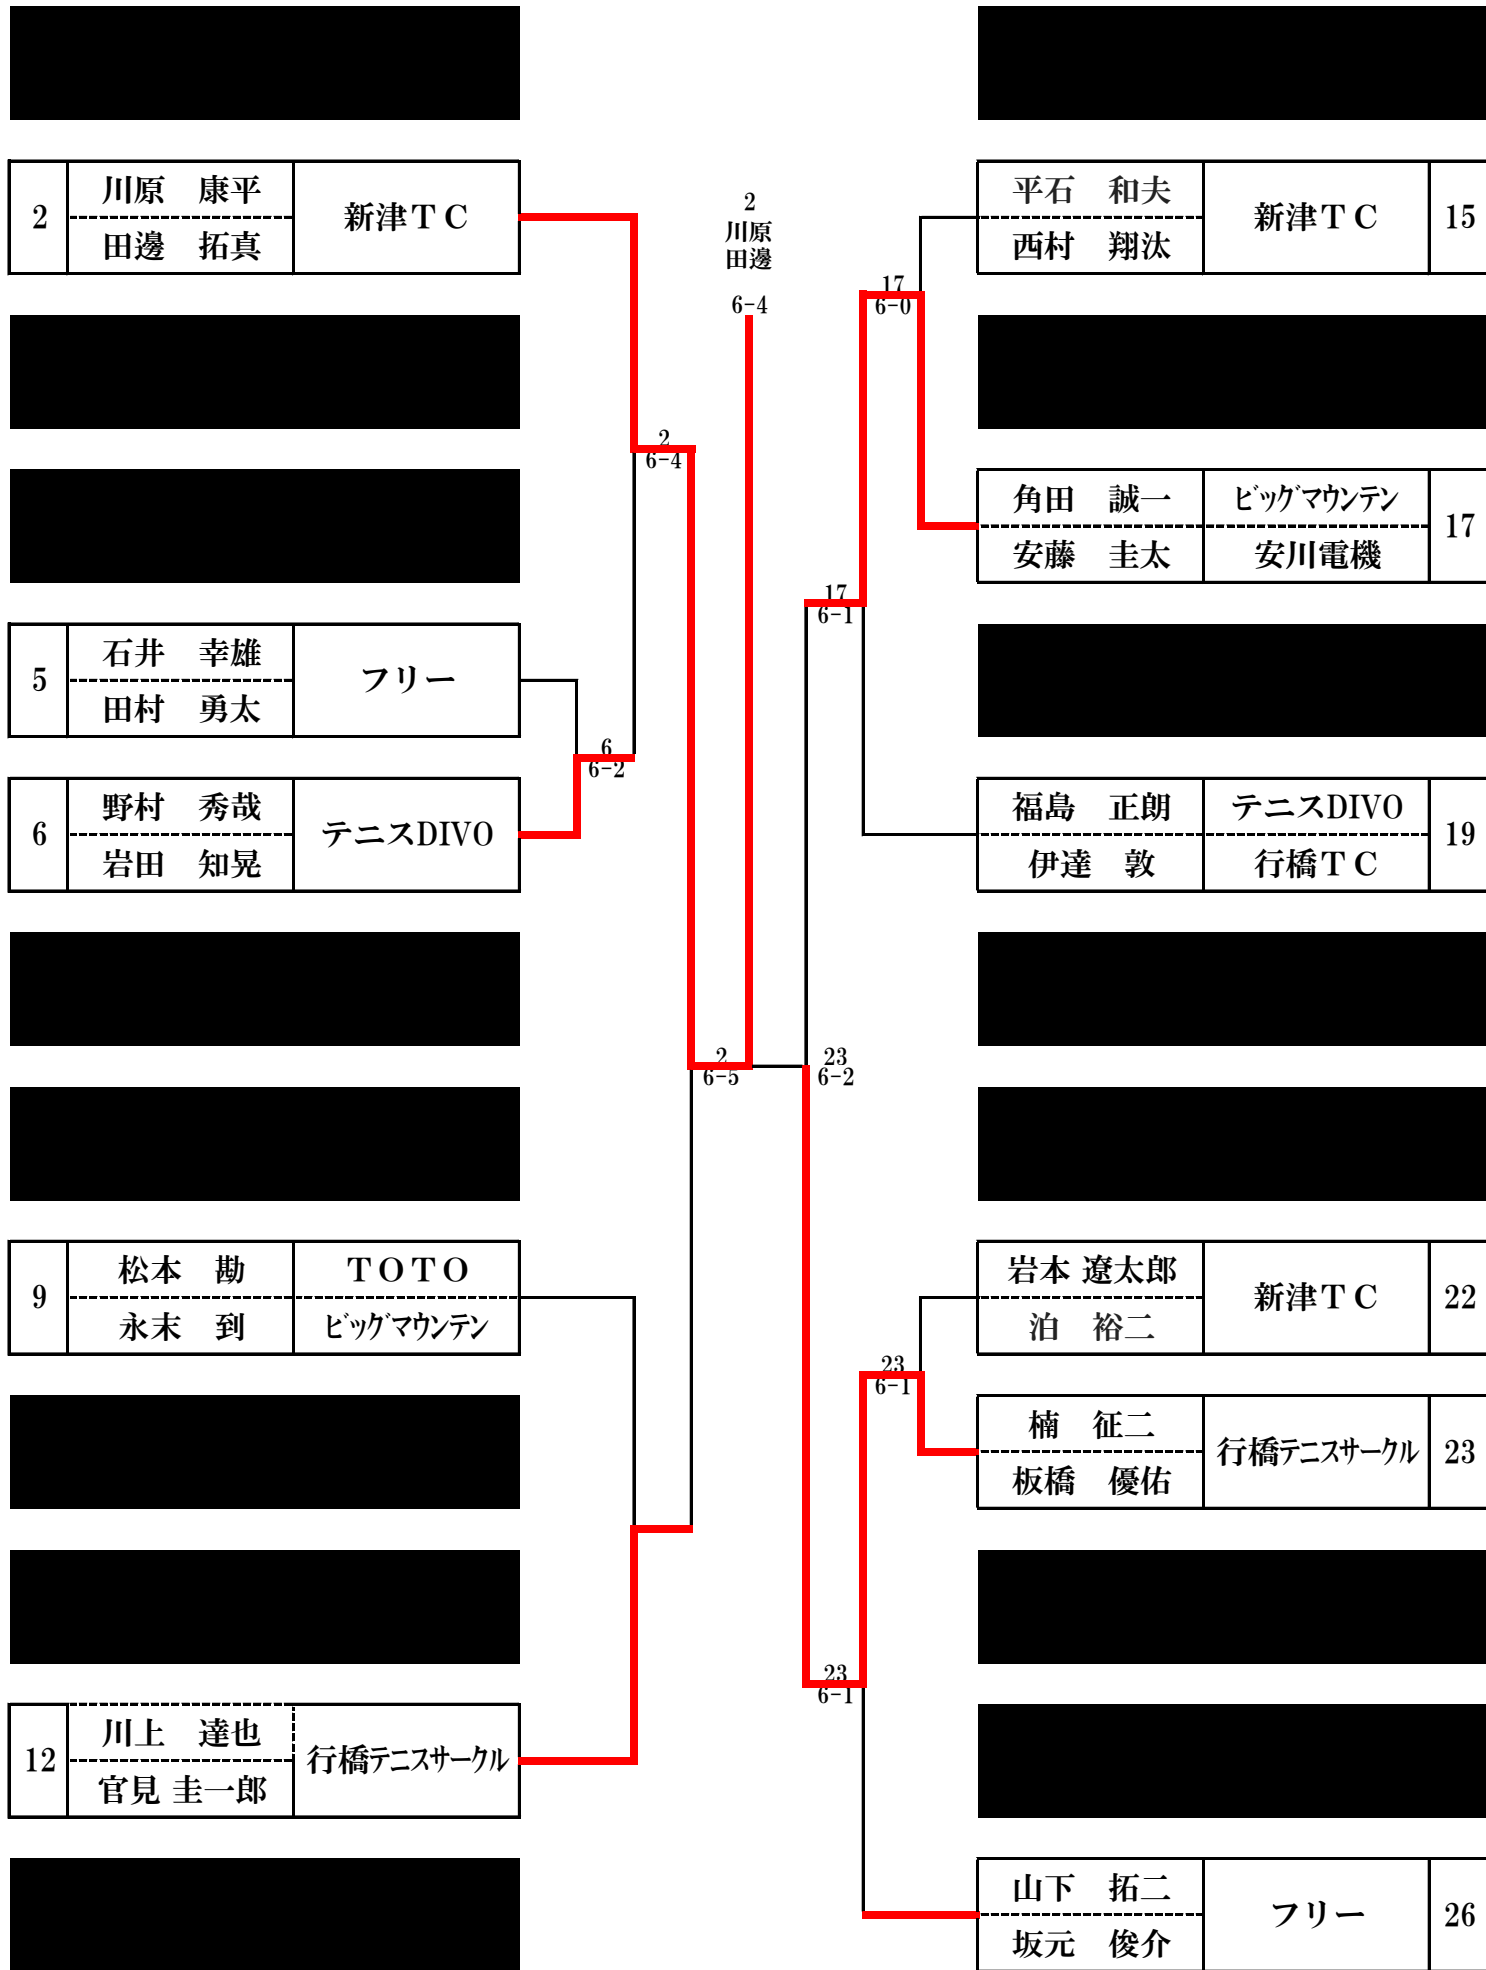 2
川原　康平
田邊　拓真
新津ＴＣ
5
石井　幸雄
田村　勇太
フリー
6
野村　秀哉
岩田　知晃
テニスDIVO
9
松本　勘
永末　到
ＴＯＴＯ
ビッグマウンテン
12
川上　達也
官見 圭一郎
行橋テニスサークル
6
6-2
2
6-4
2
6-5
2
川原
田邊
6-4
17
6-0
17
6-1
23
6-2
23
6-1
23
6-1
平石　和夫
西村　翔汰
新津ＴＣ
15
角田　誠一
安藤　圭太
ビッグマウンテン
安川電機
17
福島　正朗
伊達　敦
テニスDIVO
行橋ＴＣ
19
岩本 遼太郎
泊　裕二
新津ＴＣ
22
楠　征二
板橋　優佑
行橋テニスサークル
23
山下　拓二
坂元　俊介
フリー
26